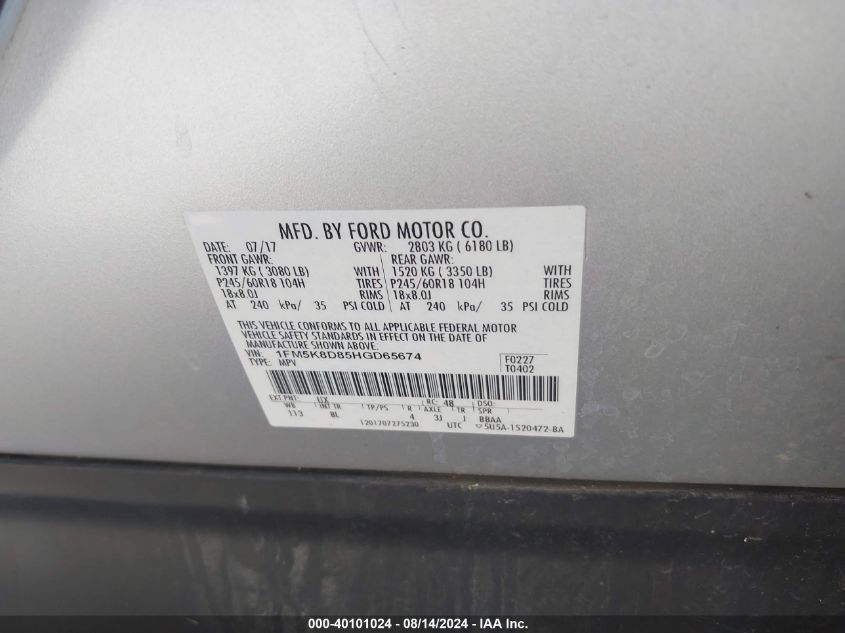 MFD. BY FORD MOTOR CO.
DATE: 07/17 GVWR: 2803 KG ( 6180 LB)
FRONT GAWR: REAR GAWR:
1397 KG ( 3080 LB) WITH 1520 KG ( 3350 LB) WITH
P245/60R18 104H TIRES P245/60R18 104H TIRES
18x8.0J RIMS 18x8.0J RIMS
AT 240 kPa/ 35 PSI COLD AT 240 kPa/ 35 PSI COLD
THIS VEHICLE CONFORMS TO ALL APPLICABLE FEDERAL MOTOR
VEHICLE SAFETY STANDARDS IN EFFECT ON THE DATE OF
MANUFACTURE SHOWN ABOVE.
VIN: 1FM5K8D85HGD65674 F0227
TYPE: MPV T0402
EXT PNT: UX RC: 48 DSO:
WB INT TR TP/PS R AXLE TR SPR
113 BL 4 3J J BBAA
1201707275230 UTC 5U5A-1520472-BA
000-40101024 - 08/14/2024 - IAA Inc.